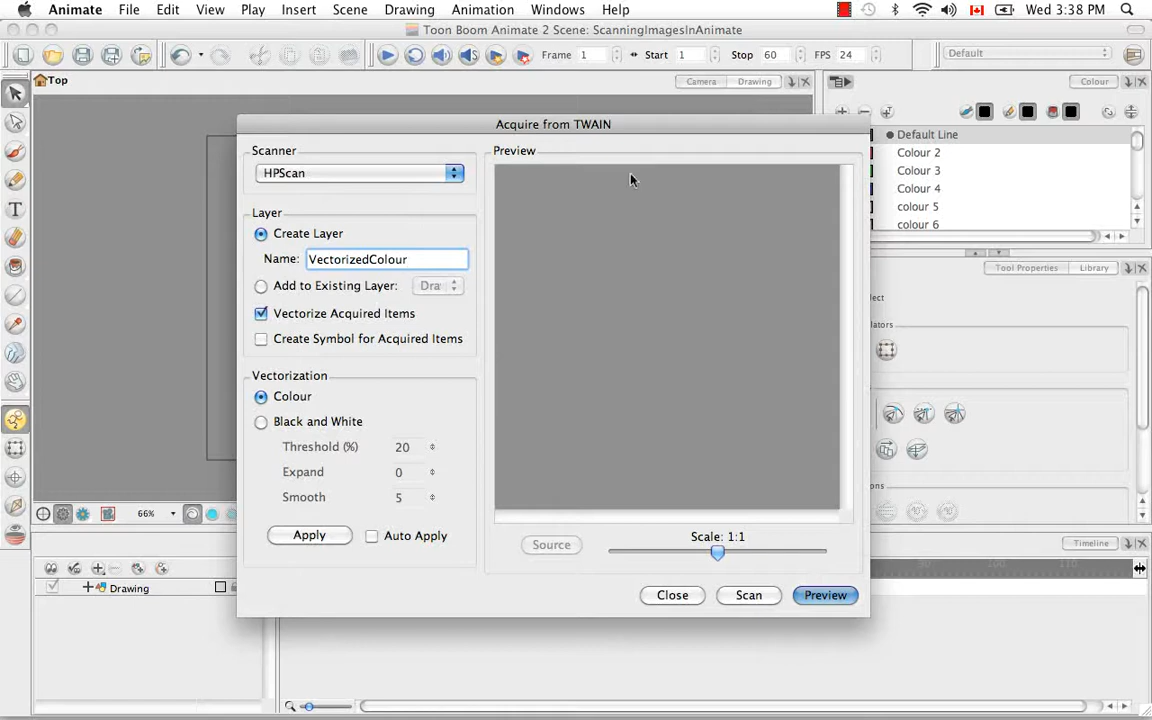 Animate File Edit View Play Insert Scene Drawing Animation Windows Help Wed 3:38 PM
Toon Boom Animate 2 Scene: ScanningImagesInAnimate
Frame 1 Start 1 Stop 60 FPS 24 Default
Top Camera Drawing Colour
Acquire from TWAIN
Scanner
HPScan
Layer
Create Layer
Name: VectorizedColour
Add to Existing Layer: Dra
Vectorize Acquired Items
Create Symbol for Acquired Items
Vectorization
Colour
Black and White
Threshold (%) 20
Expand 0
Smooth 5
Apply Auto Apply
Preview
Source Scale: 1:1
Close Scan Preview
Default Line
Colour 2
Colour 3
Colour 4
colour 5
colour 6
Tool Properties Library
66%
Timeline
Drawing